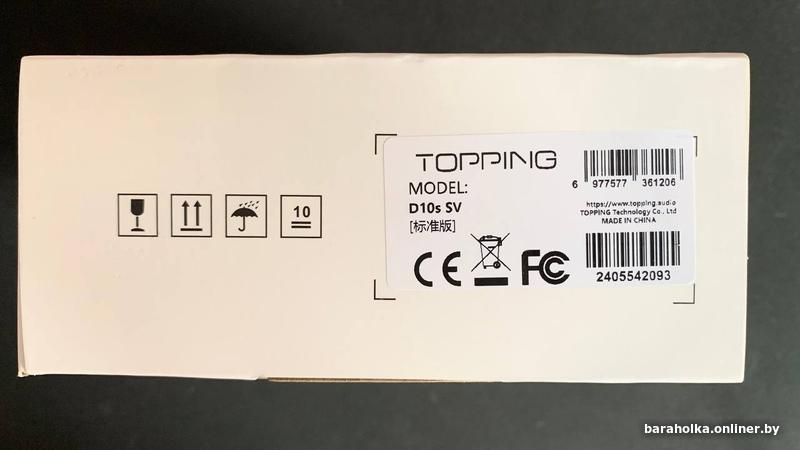 10
TOPPING
MODEL:
D10s SV
[标准版]
CE FC
6 977577 361206
https://www.topping.audio
TOPPING Technology Co., Ltd
MADE IN CHINA
2405542093
baraholka.onliner.by